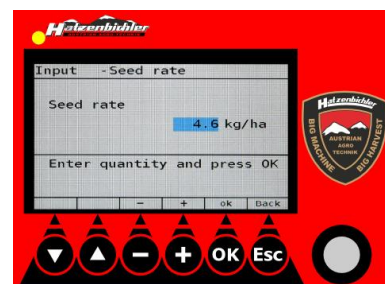 Hatzenbichler
Input - Seed rate
Seed rate
4.6 kg/ha
Enter quantity and press OK
- + ok Back
OK Esc
Hatzenbichler
AUSTRIAN
AGRO
TECHNIK
BIG MACHINE
BIG HARVEST